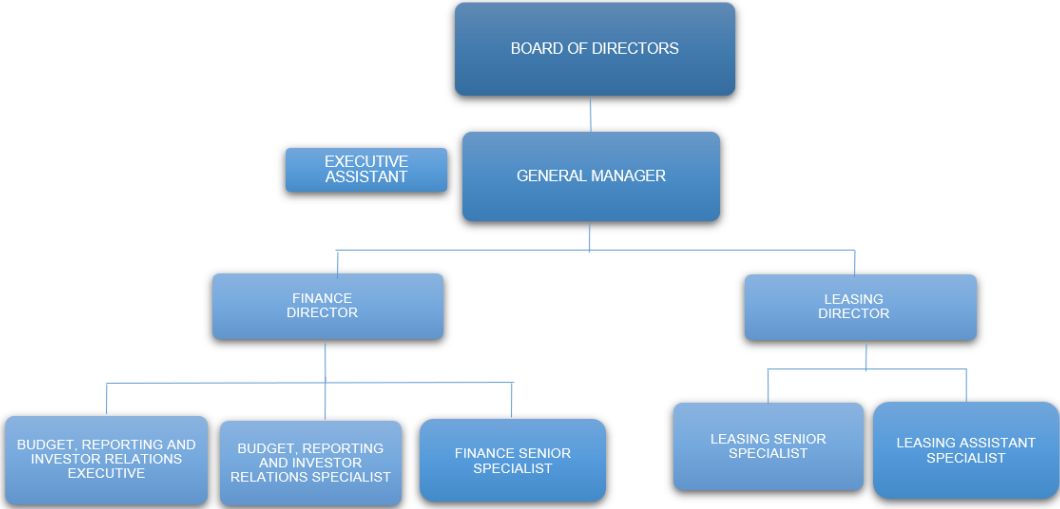 BOARD OF DIRECTORS
EXECUTIVE
ASSISTANT
GENERAL MANAGER
FINANCE
DIRECTOR
LEASING
DIRECTOR
BUDGET, REPORTING AND
INVESTOR RELATIONS
EXECUTIVE
BUDGET, REPORTING
AND INVESTOR
RELATIONS SPECIALIST
FINANCE SENIOR
SPECIALIST
LEASING SENIOR
SPECIALIST
LEASING ASSISTANT
SPECIALIST